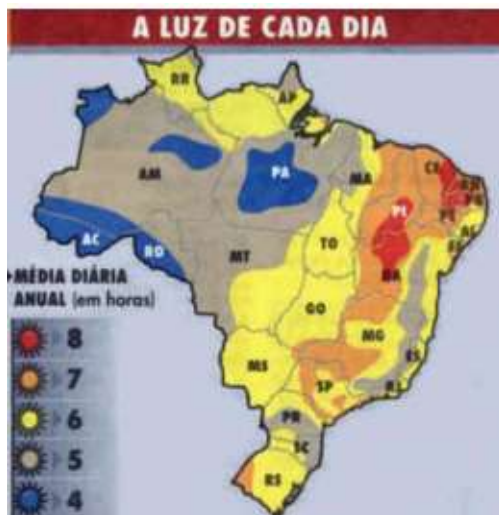 A LUZ DE CADA DIA
RR
AP
AM
PA
MA
CE
RN
PB
PE
PI
AL
SE
AC
RO
MT
TO
BA
GO
MG
ES
MS
SP
RJ
PR
SC
RS
MÉDIA DIÁRIA
ANUAL (em horas)
8
7
6
5
4